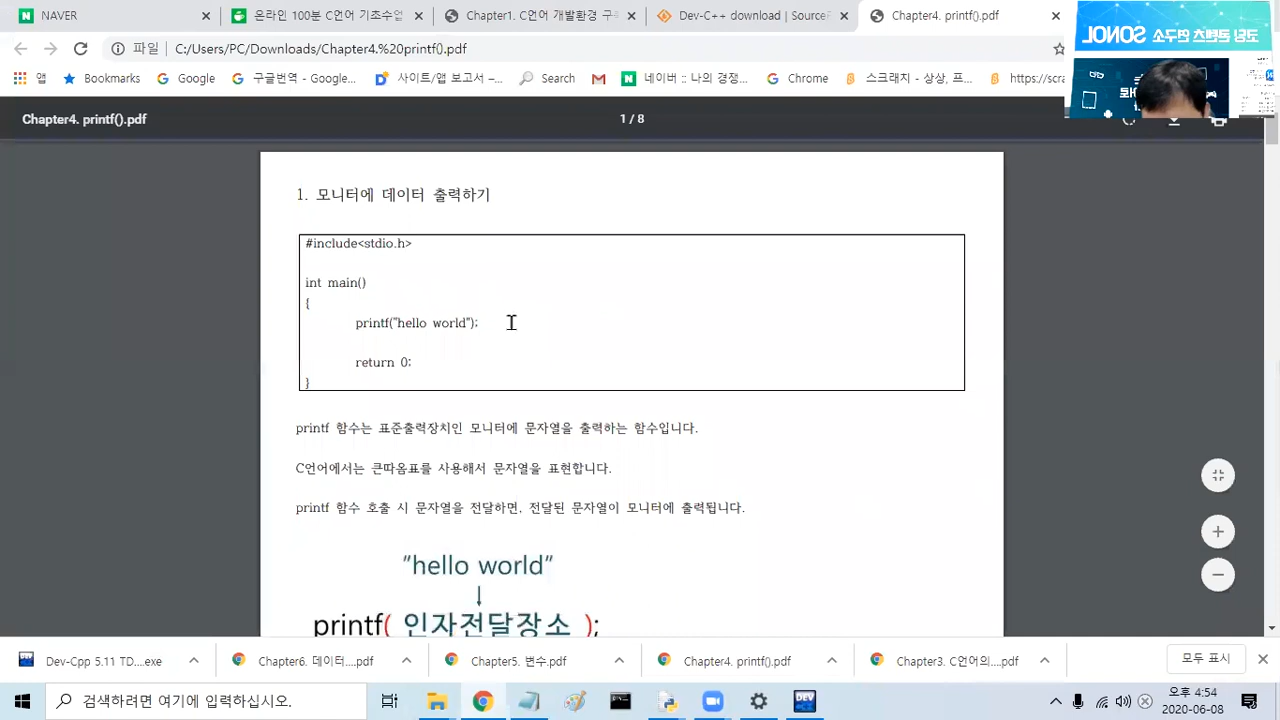 NAVER
온라인 100분 C언어 기초수업
Chapter1. C언어 개발환경 구축
Dev-C++ download | SourceF
Chapter4. printf().pdf
파일 | C:/Users/PC/Downloads/Chapter4.%20printf().pdf
앱
Bookmarks
Google
구글번역 - Google...
사이트/앱 보고서 –...
Search
네이버 :: 나의 경쟁...
Chrome
스크래치 - 상상, 프...
https://scra
코딩 콘텐츠 연구소 SONOL
Chapter4. printf().pdf
1 / 8
1. 모니터에 데이터 출력하기
#include<stdio.h>
int main()
{
printf("hello world");
return 0;
}
printf 함수는 표준출력장치인 모니터에 문자열을 출력하는 함수입니다.
C언어에서는 큰따옴표를 사용해서 문자열을 표현합니다.
printf 함수 호출 시 문자열을 전달하면, 전달된 문자열이 모니터에 출력됩니다.
"hello world"
printf( 인자전달장소 );
Dev-Cpp 5.11 TD....exe
Chapter6. 데이터....pdf
Chapter5. 변수.pdf
Chapter4. printf().pdf
Chapter3. C언어의....pdf
모두 표시
검색하려면 여기에 입력하십시오.
DEV
오후 4:54
2020-06-08